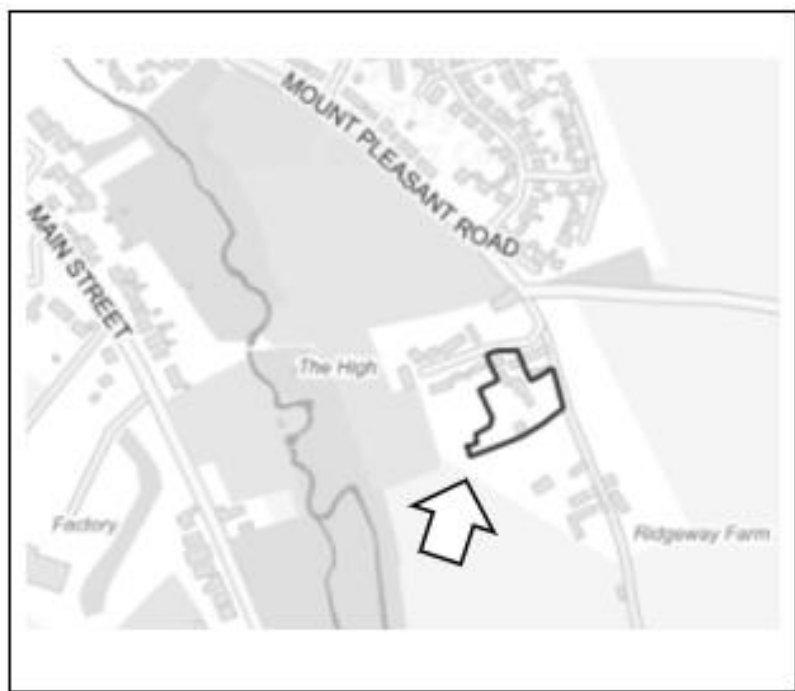 MOUNT PLEASANT ROAD
MAIN STREET
The High
Factory
Ridgeway Farm